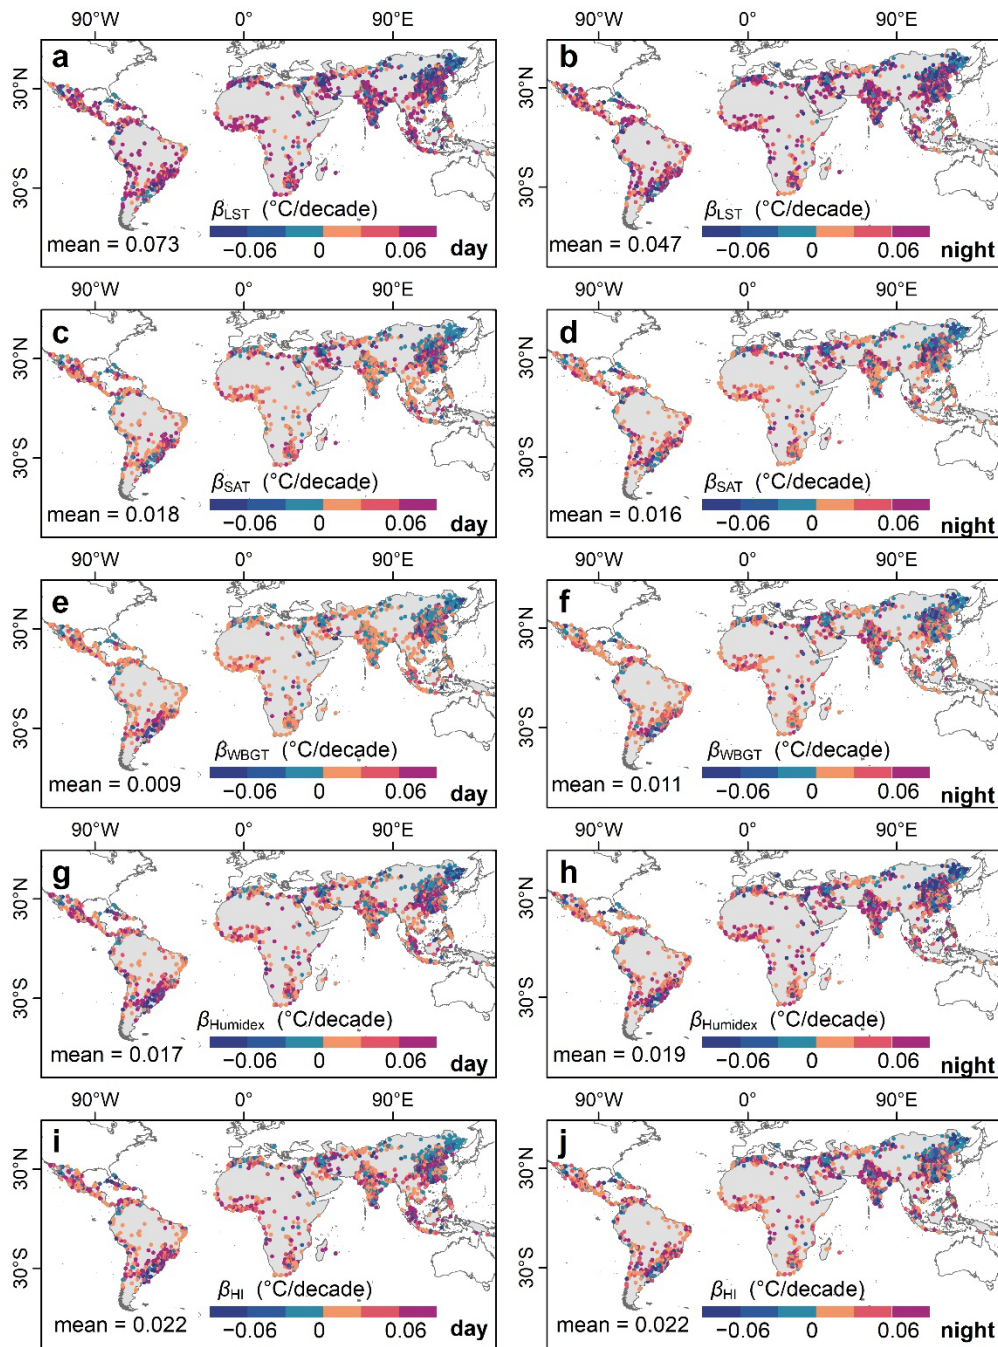 90°W 0° 90°E 90°W 0° 90°E
a b
30°N 30°N
30°S 30°S
βLST (°C/decade) βLST (°C/decade)
mean = 0.073 −0.06 0 0.06 day mean = 0.047 −0.06 0 0.06 night
90°W 0° 90°E 90°W 0° 90°E
c d
30°N 30°N
30°S 30°S
βSAT (°C/decade) βSAT (°C/decade)
mean = 0.018 −0.06 0 0.06 day mean = 0.016 −0.06 0 0.06 night
90°W 0° 90°E 90°W 0° 90°E
e f
30°N 30°N
30°S 30°S
βWBGT (°C/decade) βWBGT (°C/decade)
mean = 0.009 −0.06 0 0.06 day mean = 0.011 −0.06 0 0.06 night
90°W 0° 90°E 90°W 0° 90°E
g h
30°N 30°N
30°S 30°S
βHumidex (°C/decade) βHumidex (°C/decade)
mean = 0.017 −0.06 0 0.06 day mean = 0.019 −0.06 0 0.06 night
90°W 0° 90°E 90°W 0° 90°E
i j
30°N 30°N
30°S 30°S
βHI (°C/decade) βHI (°C/decade)
mean = 0.022 −0.06 0 0.06 day mean = 0.022 −0.06 0 0.06 night